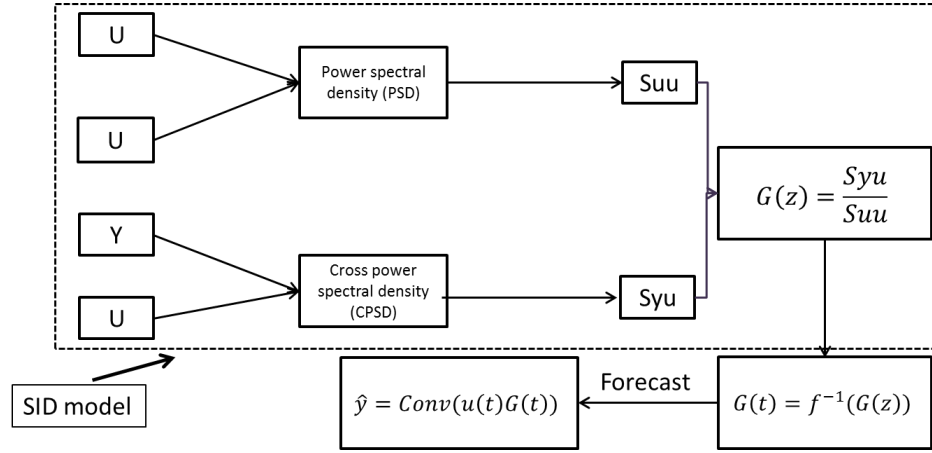 U
Power spectral
density (PSD)
Suu
U
G(z) = Syu / Suu
Y
Cross power
spectral density
(CPSD)
Syu
U
SID model
ŷ = Conv(u(t)G(t))
Forecast
G(t) = f⁻¹(G(z))